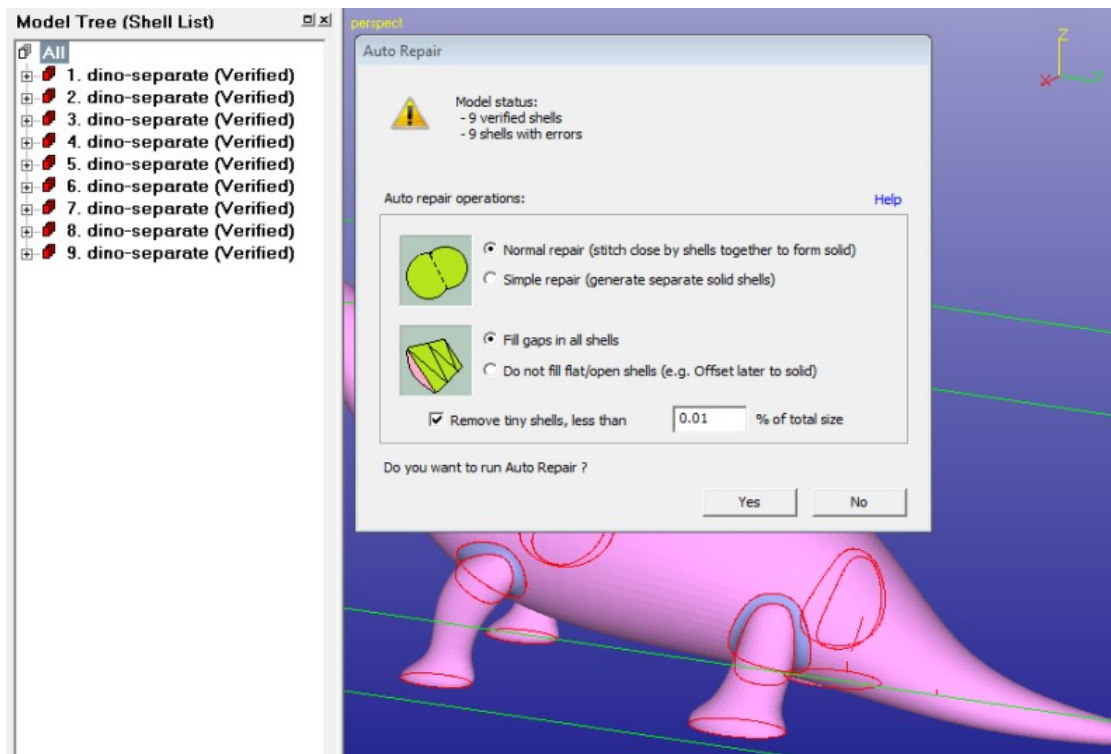 Model Tree (Shell List)
All
1. dino-separate (Verified)
2. dino-separate (Verified)
3. dino-separate (Verified)
4. dino-separate (Verified)
5. dino-separate (Verified)
6. dino-separate (Verified)
7. dino-separate (Verified)
8. dino-separate (Verified)
9. dino-separate (Verified)
perspect
Z
X
Auto Repair
Model status:
- 9 verified shells
- 9 shells with errors
Auto repair operations:
Help
Normal repair (stitch close by shells together to form solid)
Simple repair (generate separate solid shells)
Fill gaps in all shells
Do not fill flat/open shells (e.g. Offset later to solid)
Remove tiny shells, less than 0.01 % of total size
Do you want to run Auto Repair ?
Yes No